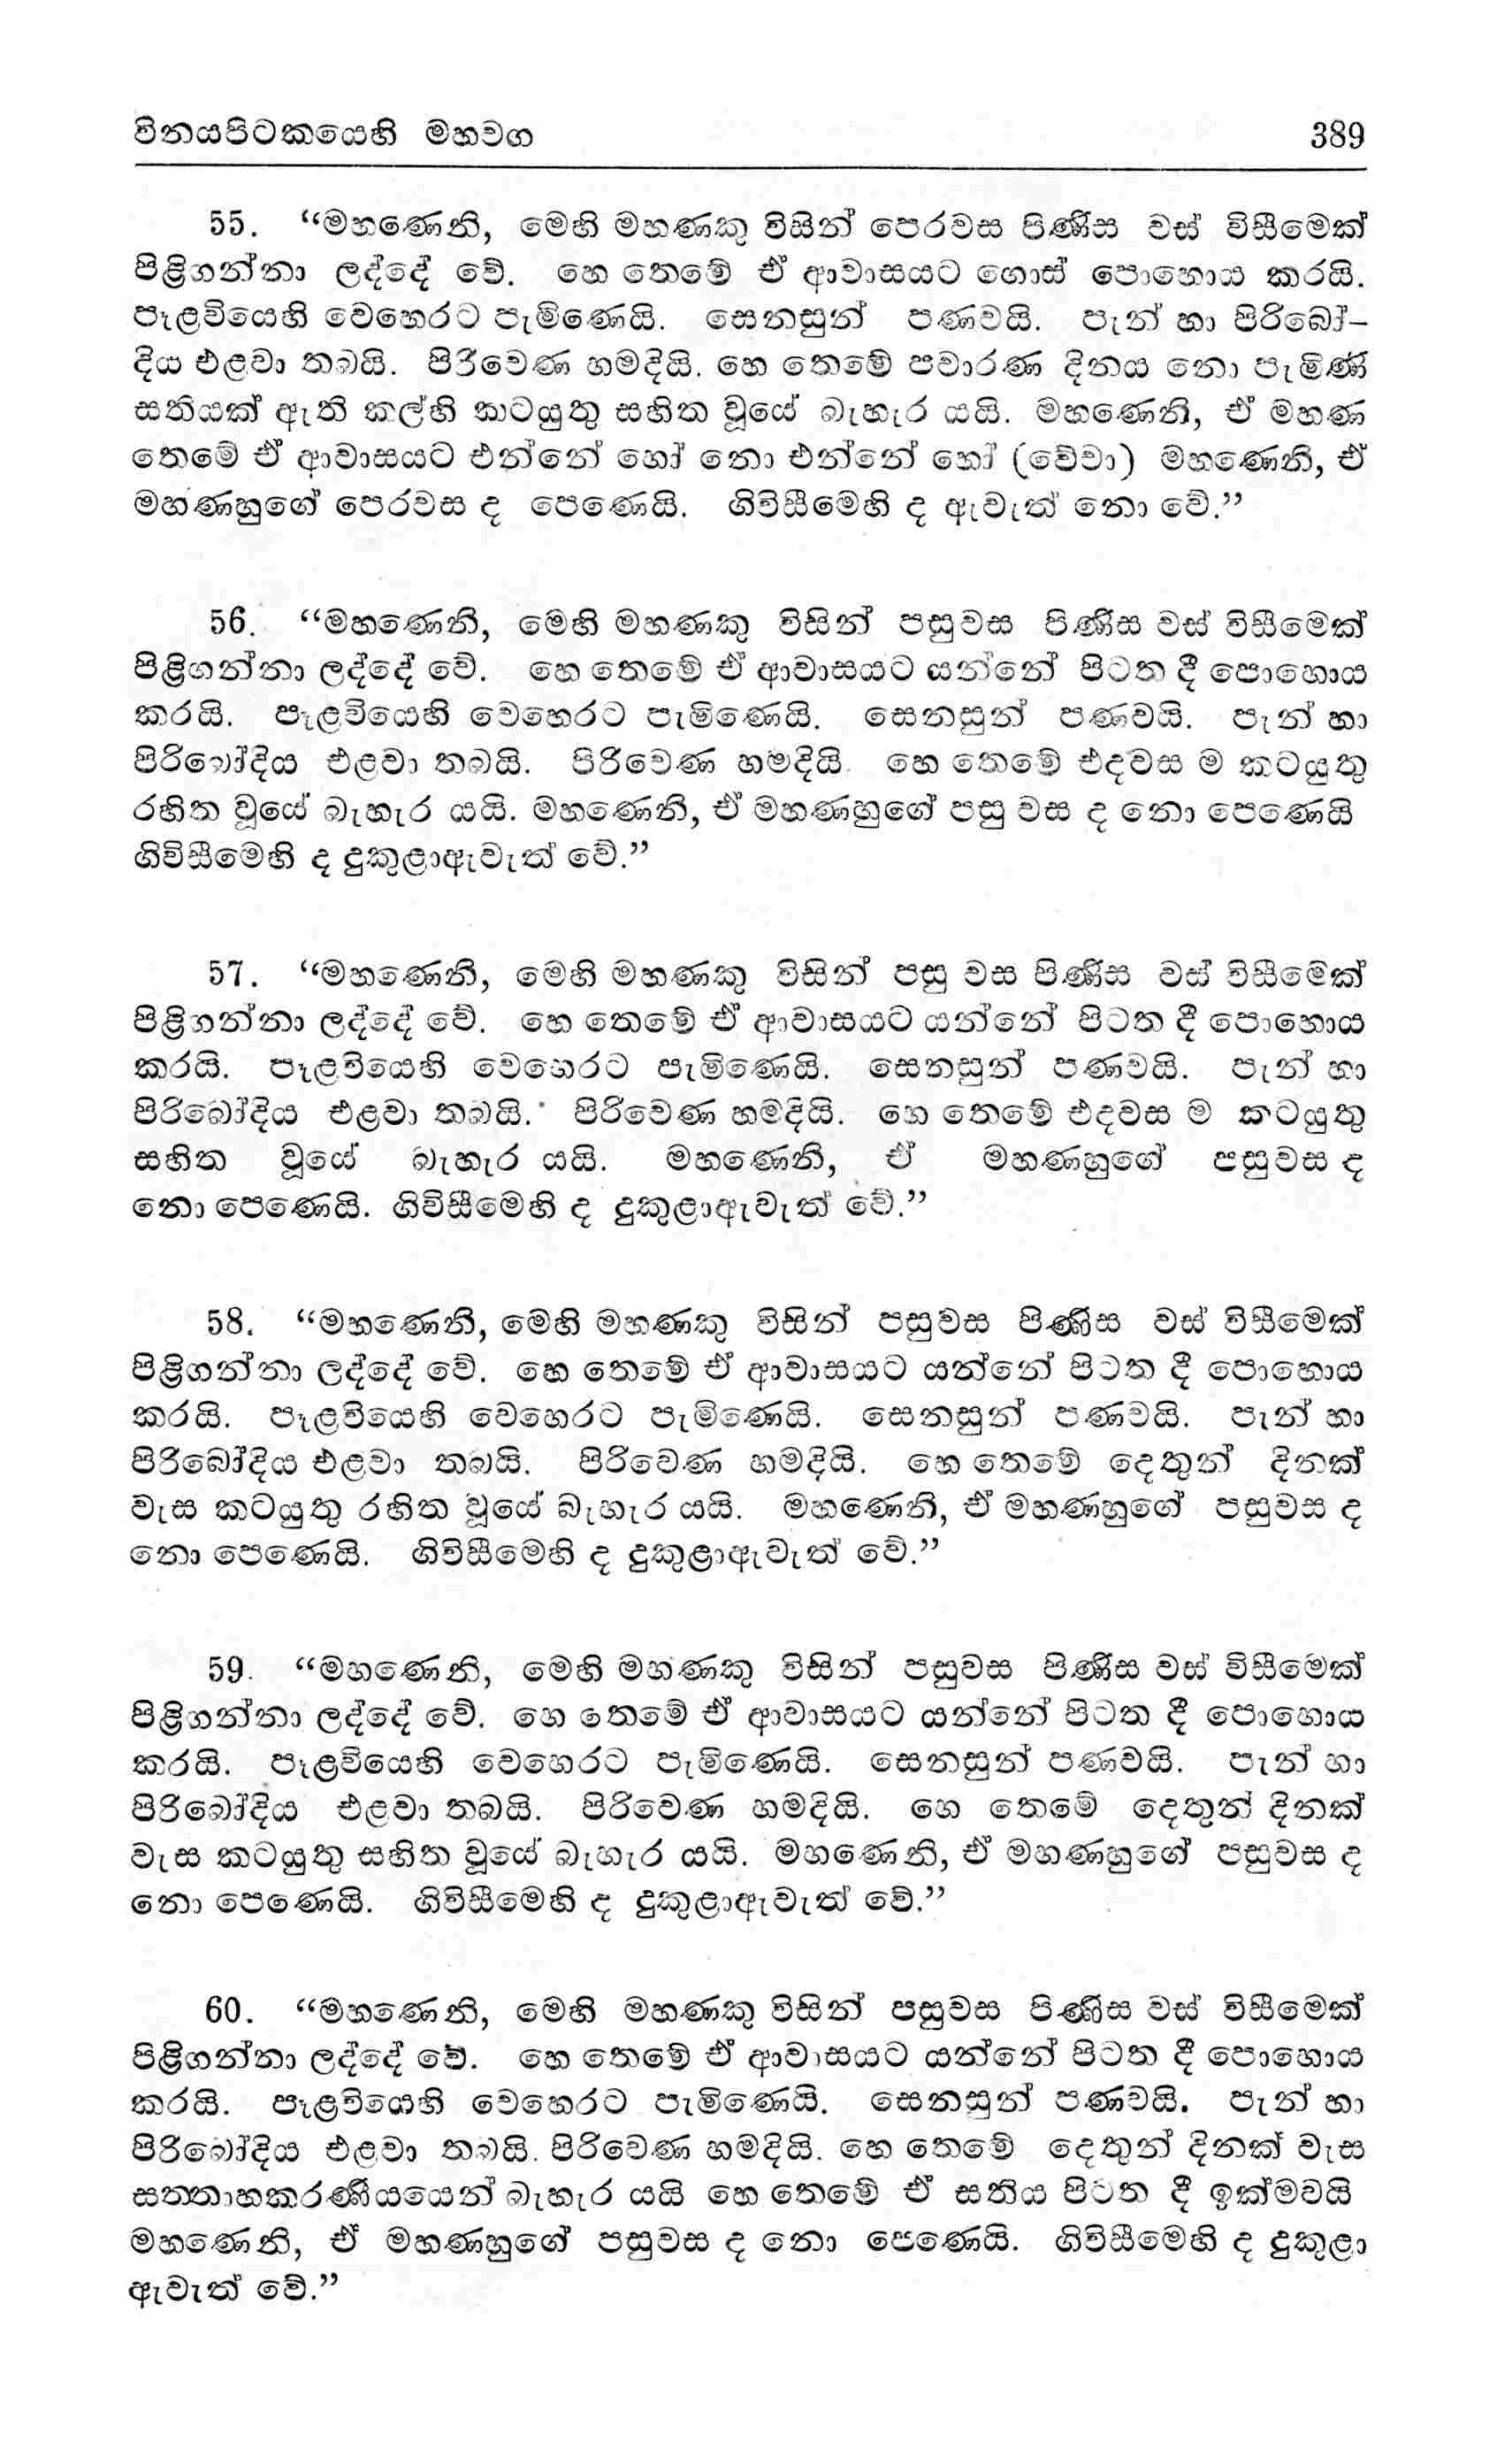 විනයපිටකයෙහි මහවග 389
55. “මහණෙනි, මෙහි මහණකු විසින් පෙරවස පිණිස වස් විසීමෙක්
පිළිගන්නා ලද්දේ වේ. හෙ තෙමේ ඒ ආවාසයට ගොස් පොහොය කරයි.
පෑළවියෙහි වෙහෙරට පැමිණෙයි. සෙනසුන් පණවයි. පැන් හා පිරිබෝ-
දිය එළවා තබයි. පිරිවෙණ හමදියි. හෙ තෙමේ පවාරණ දිනය නො පැමිණි
සතියක් ඇති කල්හි කටයුතු සහිත වූයේ බැහැර යයි. මහණෙනි, ඒ මහණ
තෙමේ ඒ ආවාසයට එන්නේ හෝ නො එන්නේ හෝ (වේවා) මහණෙනි, ඒ
මහණහුගේ පෙරවස ද පෙණෙයි. ගිවිසීමෙහි ද ඇවැත් නො වේ.”
56. “මහණෙනි, මෙහි මහණකු විසින් පසුවස පිණිස වස් විසීමෙක්
පිළිගන්නා ලද්දේ වේ. හෙ තෙමේ ඒ ආවාසයට යන්නේ පිටත දී පොහොය
කරයි. පෑළවියෙහි වෙහෙරට පැමිණෙයි. සෙනසුන් පණවයි. පැන් හා
පිරිබෝදිය එළවා තබයි. පිරිවෙණ හමදියි. හෙ තෙමේ එදවස ම කටයුතු
රහිත වූයේ බැහැර යයි. මහණෙනි, ඒ මහණහුගේ පසු වස ද නො පෙණෙයි
ගිවිසීමෙහි ද දුකුළාඇවැත් වේ.”
57. “මහණෙනි, මෙහි මහණකු විසින් පසු වස පිණිස වස් විසීමෙක්
පිළිගන්නා ලද්දේ වේ. හෙ තෙමේ ඒ ආවාසයට යන්නේ පිටත දී පොහොය
කරයි. පෑළවියෙහි වෙහෙරට පැමිණෙයි. සෙනසුන් පණවයි. පැන් හා
පිරිබෝදිය එළවා තබයි. පිරිවෙණ හමදියි. හෙ තෙමේ එදවස ම කටයුතු
සහිත වූයේ බැහැර යයි. මහණෙනි, ඒ මහණහුගේ පසුවස ද
නො පෙණෙයි. ගිවිසීමෙහි ද දුකුළාඇවැත් වේ.”
58. “මහණෙනි, මෙහි මහණකු විසින් පසුවස පිණිස වස් විසීමෙක්
පිළිගන්නා ලද්දේ වේ. හෙ තෙමේ ඒ ආවාසයට යන්නේ පිටත දී පොහොය
කරයි. පෑළවියෙහි වෙහෙරට පැමිණෙයි. සෙනසුන් පණවයි. පැන් හා
පිරිබෝදිය එළවා තබයි. පිරිවෙණ හමදියි. හෙ තෙමේ දෙතුන් දිනක්
වැස කටයුතු රහිත වූයේ බැහැර යයි. මහණෙනි, ඒ මහණහුගේ පසුවස ද
නො පෙණෙයි. ගිවිසීමෙහි ද දුකුළාඇවැත් වේ.”
59. “මහණෙනි, මෙහි මහණකු විසින් පසුවස පිණිස වස් විසීමෙක්
පිළිගන්නා ලද්දේ වේ. හෙ තෙමේ ඒ ආවාසයට යන්නේ පිටත දී පොහොය
කරයි. පෑළවියෙහි වෙහෙරට පැමිණෙයි. සෙනසුන් පණවයි. පැන් හා
පිරිබෝදිය එළවා තබයි. පිරිවෙණ හමදියි. හෙ තෙමේ දෙතුන් දිනක්
වැස කටයුතු සහිත වූයේ බැහැර යයි. මහණෙනි, ඒ මහණහුගේ පසුවස ද
නො පෙණෙයි. ගිවිසීමෙහි ද දුකුළාඇවැත් වේ.”
60. “මහණෙනි, මෙහි මහණකු විසින් පසුවස පිණිස වස් විසීමෙක්
පිළිගන්නා ලද්දේ වේ. හෙ තෙමේ ඒ ආවාසයට යන්නේ පිටත දී පොහොය
කරයි. පෑළවියෙහි වෙහෙරට පැමිණෙයි. සෙනසුන් පණවයි. පැන් හා
පිරිබෝදිය එළවා තබයි. පිරිවෙණ හමදියි. හෙ තෙමේ දෙතුන් දිනක් වැස
සත්තාහකරණීයයෙන් බැහැර යයි හෙ තෙමේ ඒ සතිය පිටත දී ඉක්මවයි
මහණෙනි, ඒ මහණහුගේ පසුවස ද නො පෙණෙයි. ගිවිසීමෙහි ද දුකුළා
ඇවැත් වේ.”